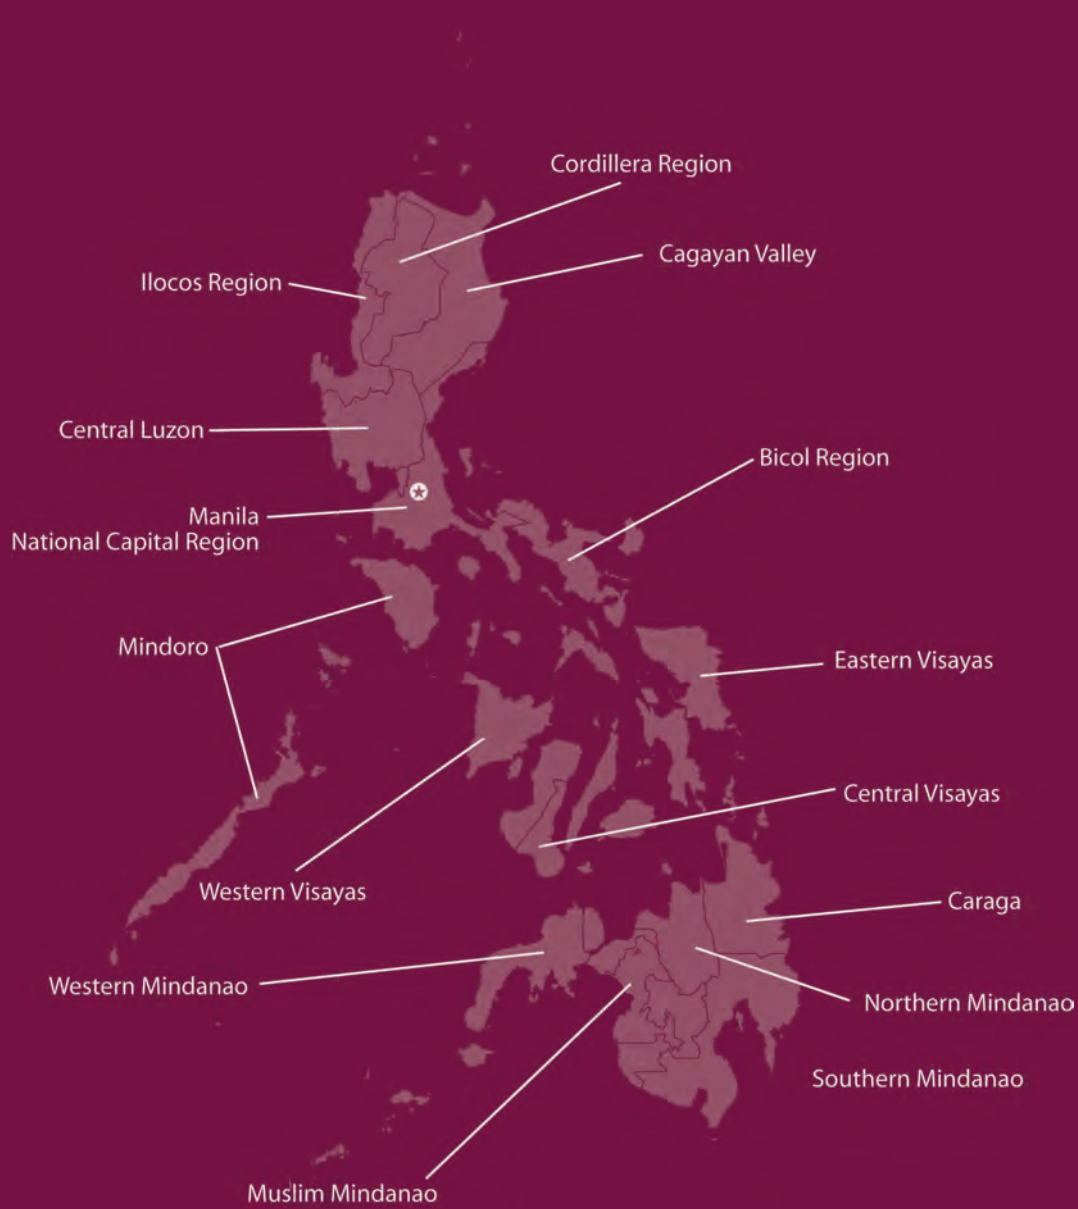 Cordillera Region
Cagayan Valley
Ilocos Region
Central Luzon
Bicol Region
Manila
National Capital Region
Mindoro
Eastern Visayas
Central Visayas
Western Visayas
Caraga
Western Mindanao
Northern Mindanao
Southern Mindanao
Muslim Mindanao